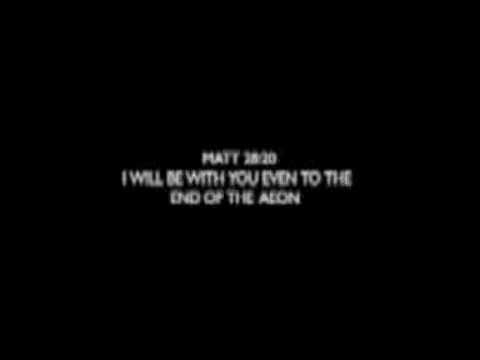 MATT 28:20
I WILL BE WITH YOU EVEN TO THE
END OF THE AEON